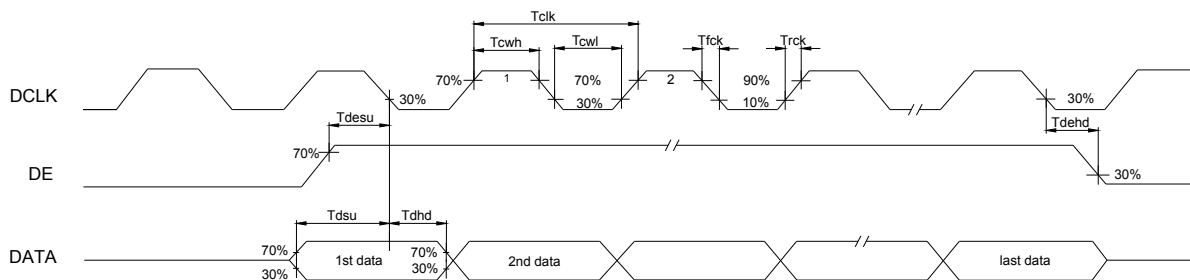 Tclk
Tcwh Tcwl Tfck Trck
DCLK 70% 1 70% 2 90%
30% 30% 10% 30%
Tdesu Tdehd
70%
DE 30%
Tdsu Tdhd
DATA 70% 1st data 70% 2nd data last data
30% 30%